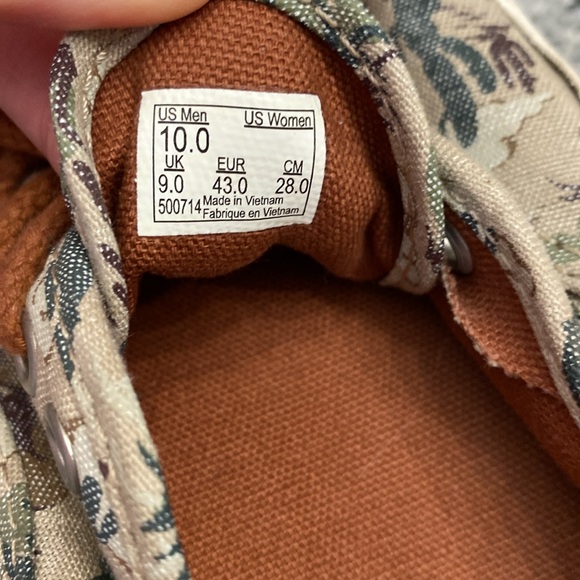 US Men US Women
10.0
UK EUR CM
9.0 43.0 28.0
500714 Made in Vietnam
Fabrique en Vietnam